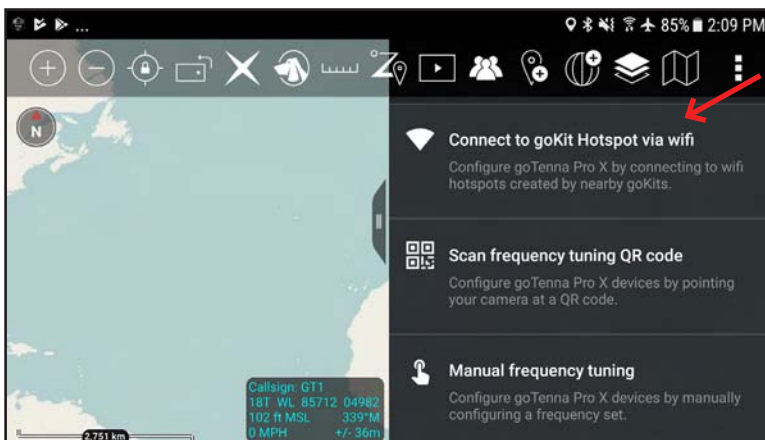 ... 85% 2:09 PM
N
Connect to goKit Hotspot via wifi
Configure goTenna Pro X by connecting to wifi
hotspots created by nearby goKits.
Scan frequency tuning QR code
Configure goTenna Pro X devices by pointing
your camera at a QR code.
Manual frequency tuning
Configure goTenna Pro X devices by manually
configuring a frequency set.
Callsign: GT1
18T WL 85712 04982
102 ft MSL 339°M
0 MPH +/- 36m
2,751 km